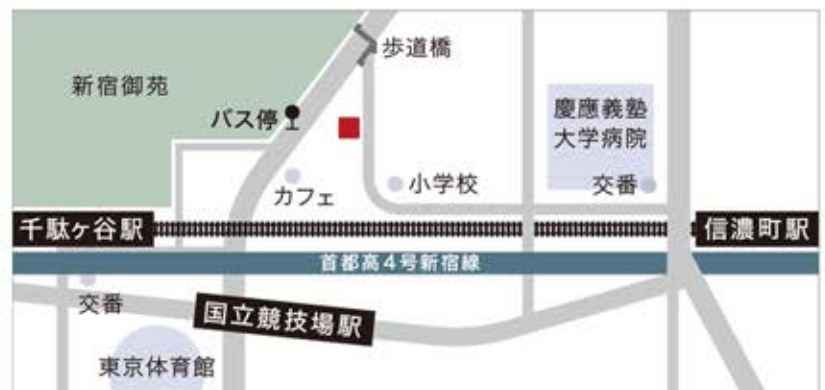 歩道橋
新宿御苑
バス停
慶應義塾
大学病院
カフェ
小学校
交番
千駄ヶ谷駅
信濃町駅
首都高4号新宿線
交番
国立競技場駅
東京体育館